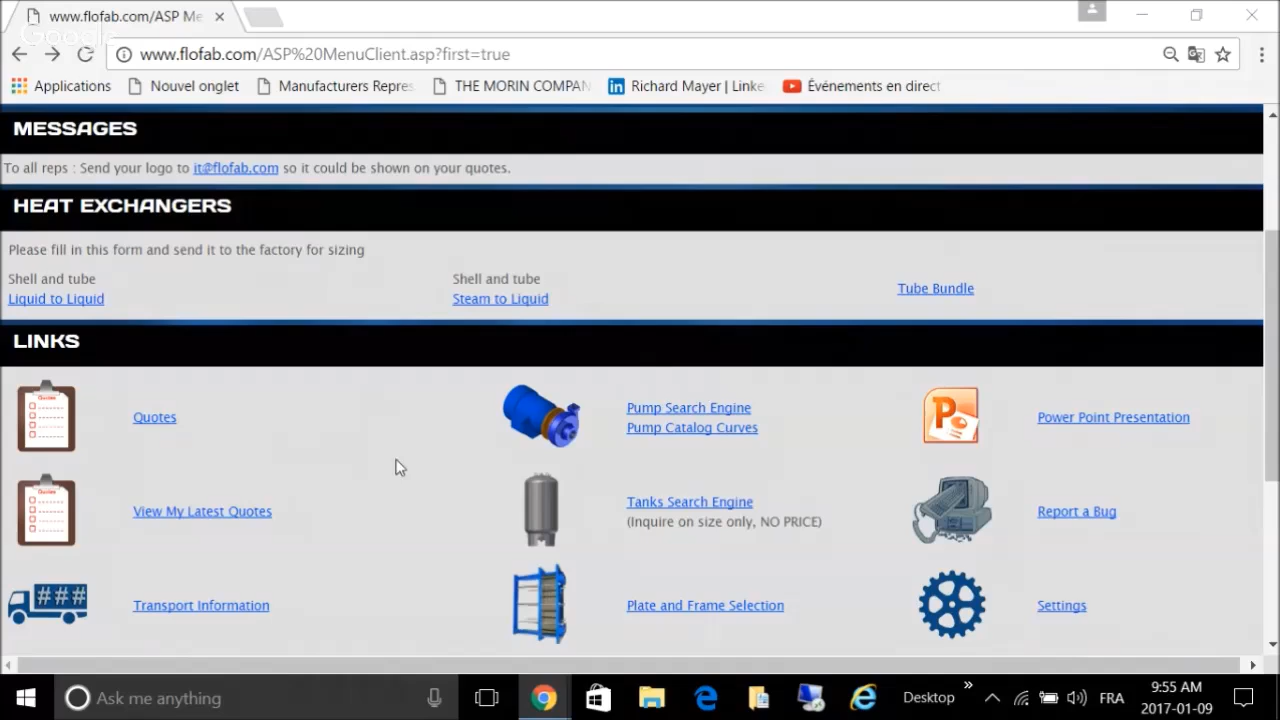 www.flofab.com/ASP Me
Google
www.flofab.com/ASP%20MenuClient.asp?first=true
Applications
Nouvel onglet
Manufacturers Repres
THE MORIN COMPAN
Richard Mayer | Linke
Événements en direct
MESSAGES
To all reps : Send your logo to it@flofab.com so it could be shown on your quotes.
HEAT EXCHANGERS
Please fill in this form and send it to the factory for sizing
Shell and tube
Liquid to Liquid
Shell and tube
Steam to Liquid
Tube Bundle
LINKS
Quotes
Quotes
Pump Search Engine
Pump Catalog Curves
P
Power Point Presentation
Quotes
View My Latest Quotes
Tanks Search Engine
(Inquire on size only, NO PRICE)
Report a Bug
###
Transport Information
Plate and Frame Selection
Settings
Ask me anything
Desktop
FRA
9:55 AM
2017-01-09